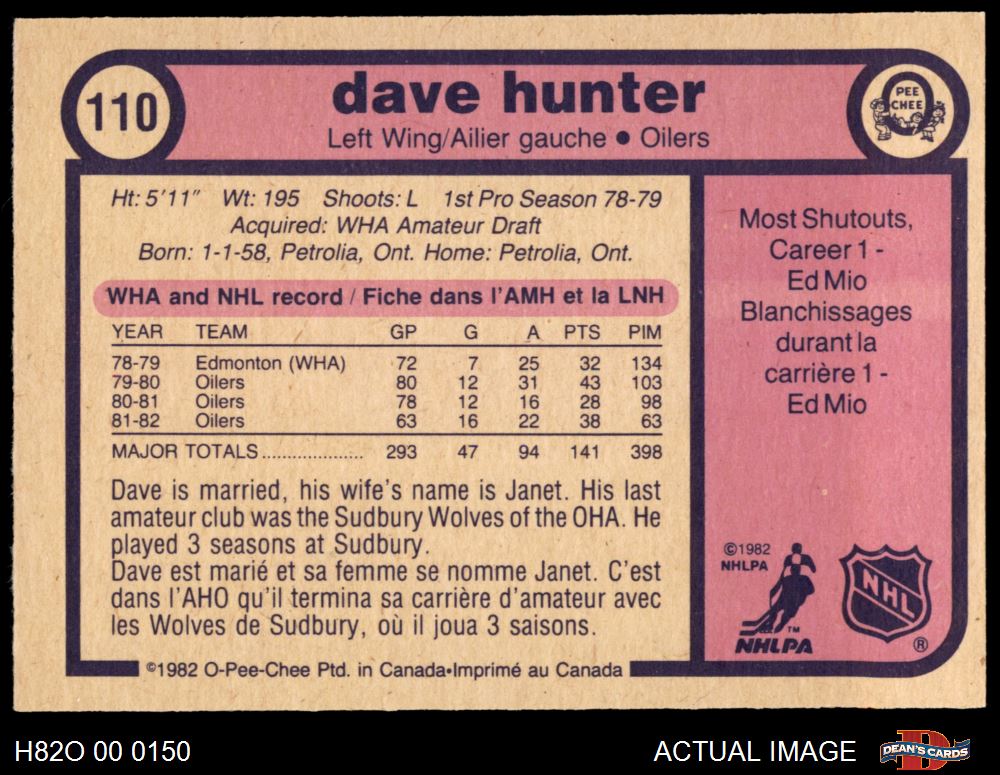 110
dave hunter
Left Wing/Ailier gauche • Oilers
PEE
CHEE
Ht: 5'11" Wt: 195 Shoots: L 1st Pro Season 78-79
Acquired: WHA Amateur Draft
Born: 1-1-58, Petrolia, Ont. Home: Petrolia, Ont.
WHA and NHL record / Fiche dans l'AMH et la LNH
YEAR TEAM GP G A PTS PIM
78-79 Edmonton (WHA) 72 7 25 32 134
79-80 Oilers 80 12 31 43 103
80-81 Oilers 78 12 16 28 98
81-82 Oilers 63 16 22 38 63
MAJOR TOTALS................... 293 47 94 141 398
Dave is married, his wife's name is Janet. His last
amateur club was the Sudbury Wolves of the OHA. He
played 3 seasons at Sudbury.
Dave est marié et sa femme se nomme Janet. C'est
dans l'AHO qu'il termina sa carrière d'amateur avec
les Wolves de Sudbury, où il joua 3 saisons.
©1982 O-Pee-Chee Ptd. in Canada•Imprimé au Canada
Most Shutouts,
Career 1 -
Ed Mio
Blanchissages
durant la
carrière 1 -
Ed Mio
©1982
NHLPA
TM
NHLPA
NHL
®
H82O 00 0150
ACTUAL IMAGE
D
DEAN'S CARDS